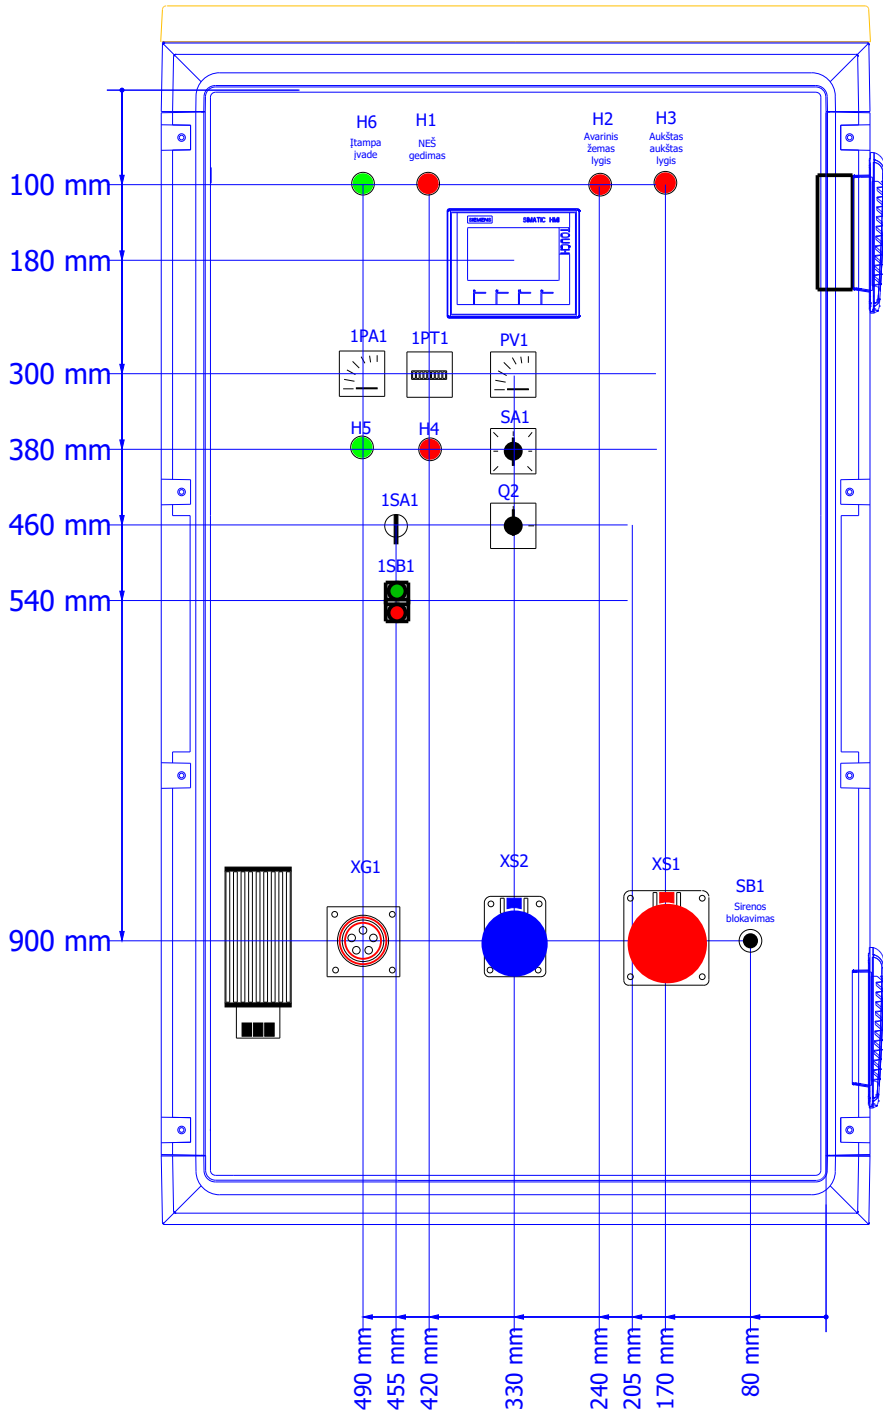 H6
H1
H2
H3
Įtampa
įvade
NEŠ
gedimas
Avarinis
žemas
lygis
Aukštas
aukštas
lygis
100 mm
SIEMENS
SIMATIC HMI
TOUCH
180 mm
1PA1
1PT1
PV1
300 mm
SA1
H5
H4
380 mm
Q2
1SA1
460 mm
1SB1
540 mm
XG1
XS2
XS1
SB1
Sirenos
blokavimas
900 mm
490 mm
455 mm
420 mm
330 mm
240 mm
205 mm
170 mm
80 mm